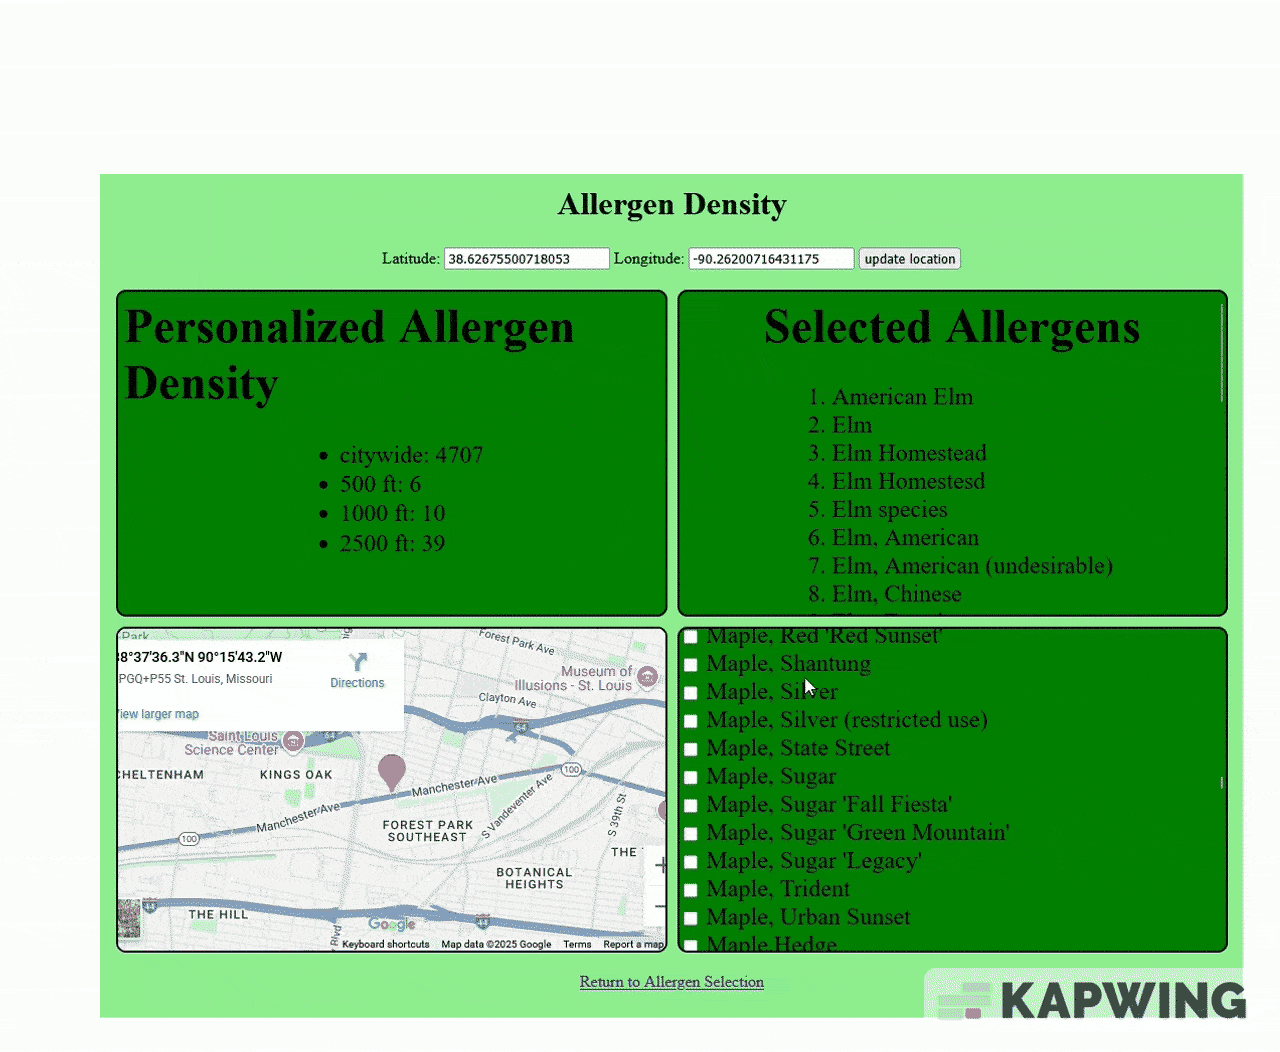 Allergen Density
Latitude: 38.62675500718053 Longitude: -90.26200716431175 update location
Personalized Allergen
Density
citywide: 4707
500 ft: 6
1000 ft: 10
2500 ft: 39
Selected Allergens
1. American Elm
2. Elm
3. Elm Homestead
4. Elm Homestesd
5. Elm species
6. Elm, American
7. Elm, American (undesirable)
8. Elm, Chinese
Park
8°37'36.3"N 90°15'43.2"W
PGQ+P55 St. Louis, Missouri
Directions
iew larger map
Forest Park Ave
Museum of
Illusions - St. Louis
Clayton Ave
64
64
Saint Louis
Science Center
CHELTENHAM
KINGS OAK
Manchester Ave
100
Manchester Ave
S Vandeventer Ave
S 39th St
100
FOREST PARK
SOUTHEAST
THE
BOTANICAL
HEIGHTS
44
THE HILL
44
Google
Keyboard shortcuts Map data ©2025 Google Terms Report a map
Maple, Red 'Red Sunset'
Maple, Shantung
Maple, Silver
Maple, Silver (restricted use)
Maple, State Street
Maple, Sugar
Maple, Sugar 'Fall Fiesta'
Maple, Sugar 'Green Mountain'
Maple, Sugar 'Legacy'
Maple, Trident
Maple, Urban Sunset
Maple,Hedge
Return to Allergen Selection
KAPWING